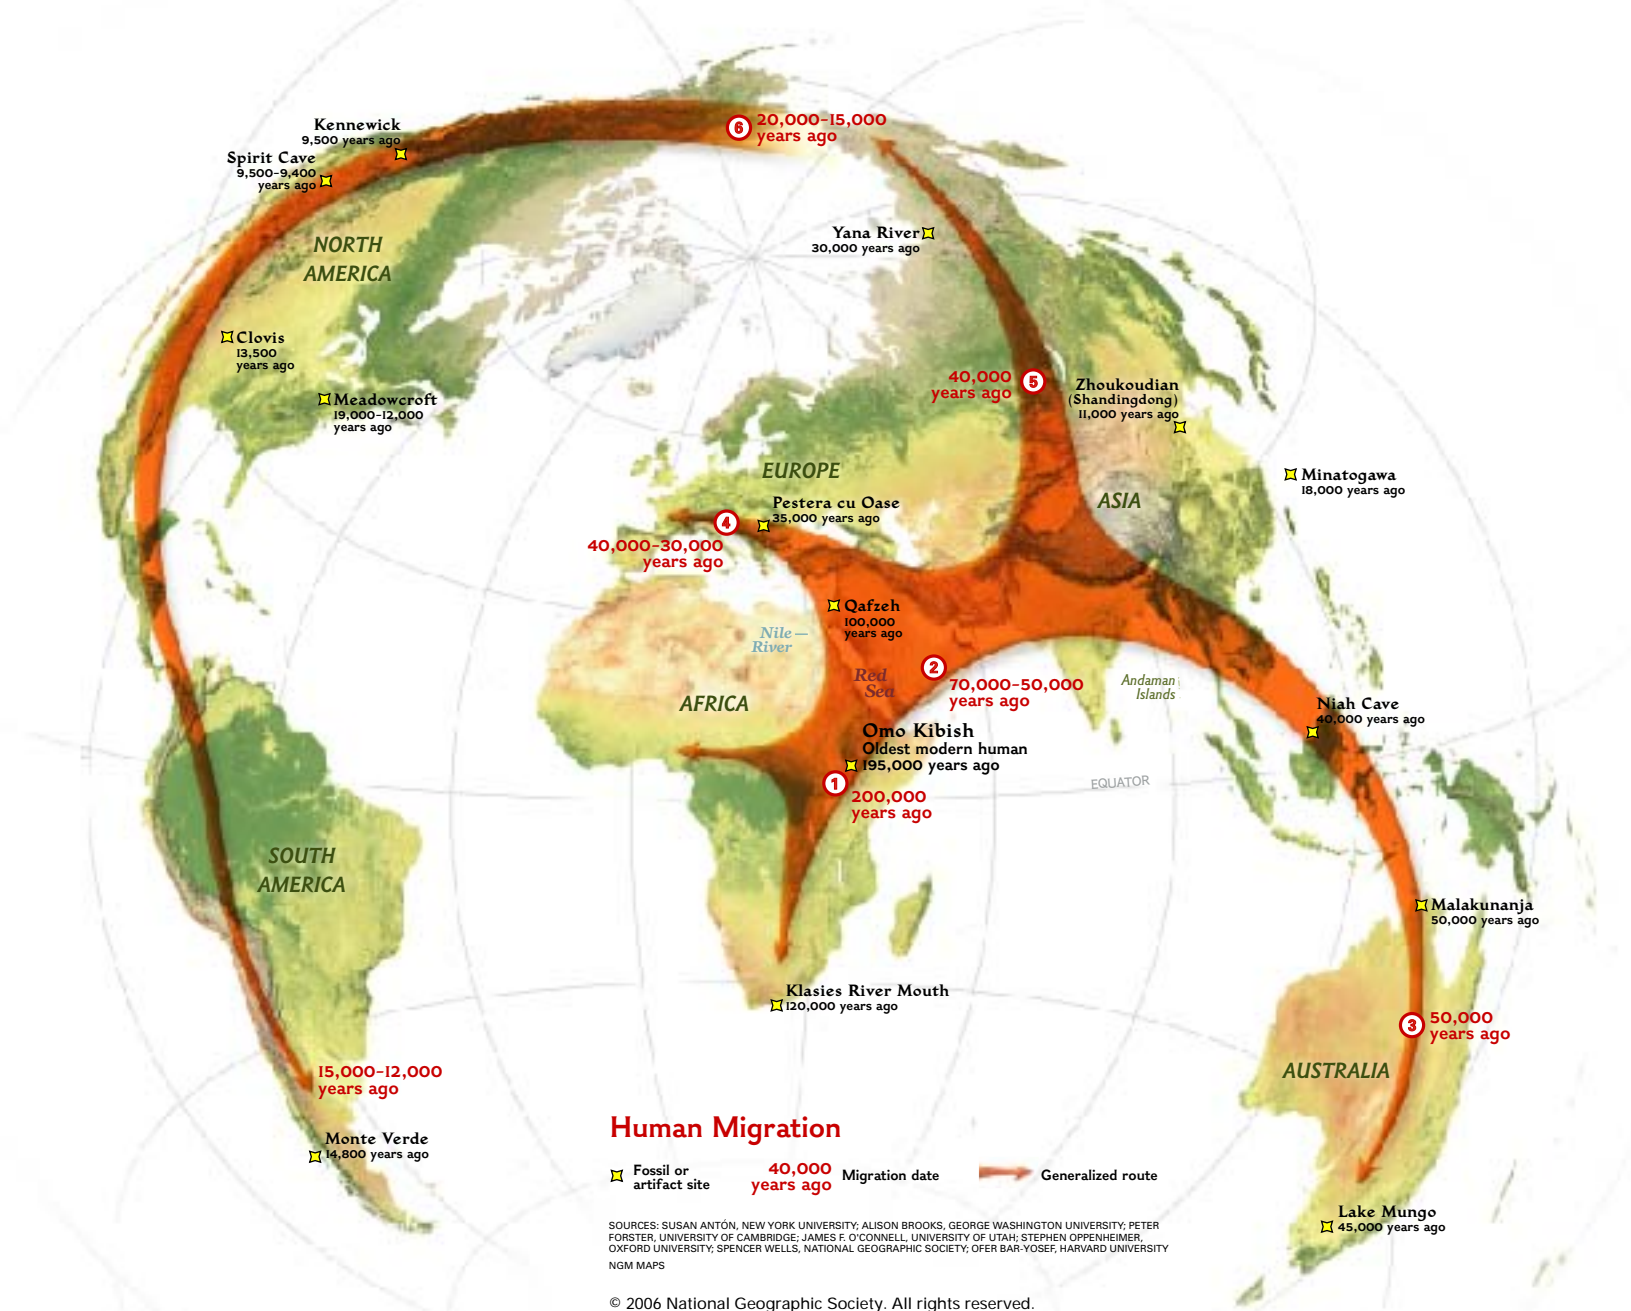 6
20,000-15,000
years ago
Kennewick
9,500 years ago
Spirit Cave
9,500-9,400
years ago
NORTH
AMERICA
Yana River
30,000 years ago
Clovis
13,500
years ago
Meadowcroft
19,000-12,000
years ago
40,000
years ago
5
Zhoukoudian
(Shandingdong)
11,000 years ago
EUROPE
ASIA
Minatogawa
18,000 years ago
Pestera cu Oase
35,000 years ago
4
40,000-30,000
years ago
Qafzeh
100,000
years ago
Nile
River
Red
Sea
2
70,000-50,000
years ago
Andaman
Islands
AFRICA
Niah Cave
40,000 years ago
Omo Kibish
Oldest modern human
195,000 years ago
1
200,000
years ago
EQUATOR
SOUTH
AMERICA
Malakunanja
50,000 years ago
Klasies River Mouth
120,000 years ago
3
50,000
years ago
AUSTRALIA
15,000-12,000
years ago
Monte Verde
14,800 years ago
Lake Mungo
45,000 years ago
Human Migration
Fossil or
artifact site
40,000
years ago
Migration date
Generalized route
SOURCES: SUSAN ANTÓN, NEW YORK UNIVERSITY; ALISON BROOKS, GEORGE WASHINGTON UNIVERSITY; PETER
FORSTER, UNIVERSITY OF CAMBRIDGE; JAMES F. O'CONNELL, UNIVERSITY OF UTAH; STEPHEN OPPENHEIMER,
OXFORD UNIVERSITY; SPENCER WELLS, NATIONAL GEOGRAPHIC SOCIETY; OFER BAR-YOSEF, HARVARD UNIVERSITY
NGM MAPS
© 2006 National Geographic Society. All rights reserved.